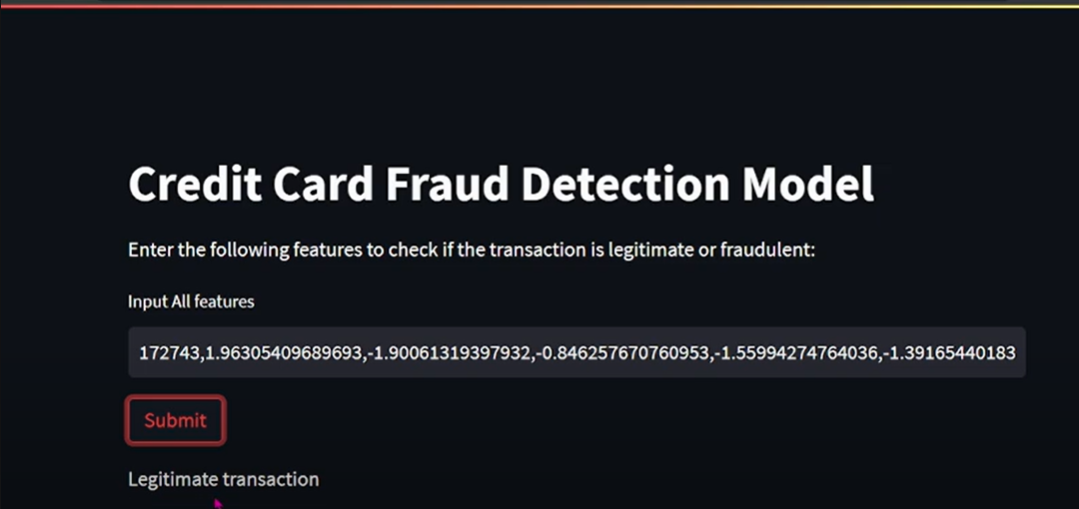 Credit Card Fraud Detection Model
Enter the following features to check if the transaction is legitimate or fraudulent:
Input All features
172743,1.96305409689693,-1.90061319397932,-0.846257670760953,-1.55994274764036,-1.39165440183
Submit
Legitimate transaction